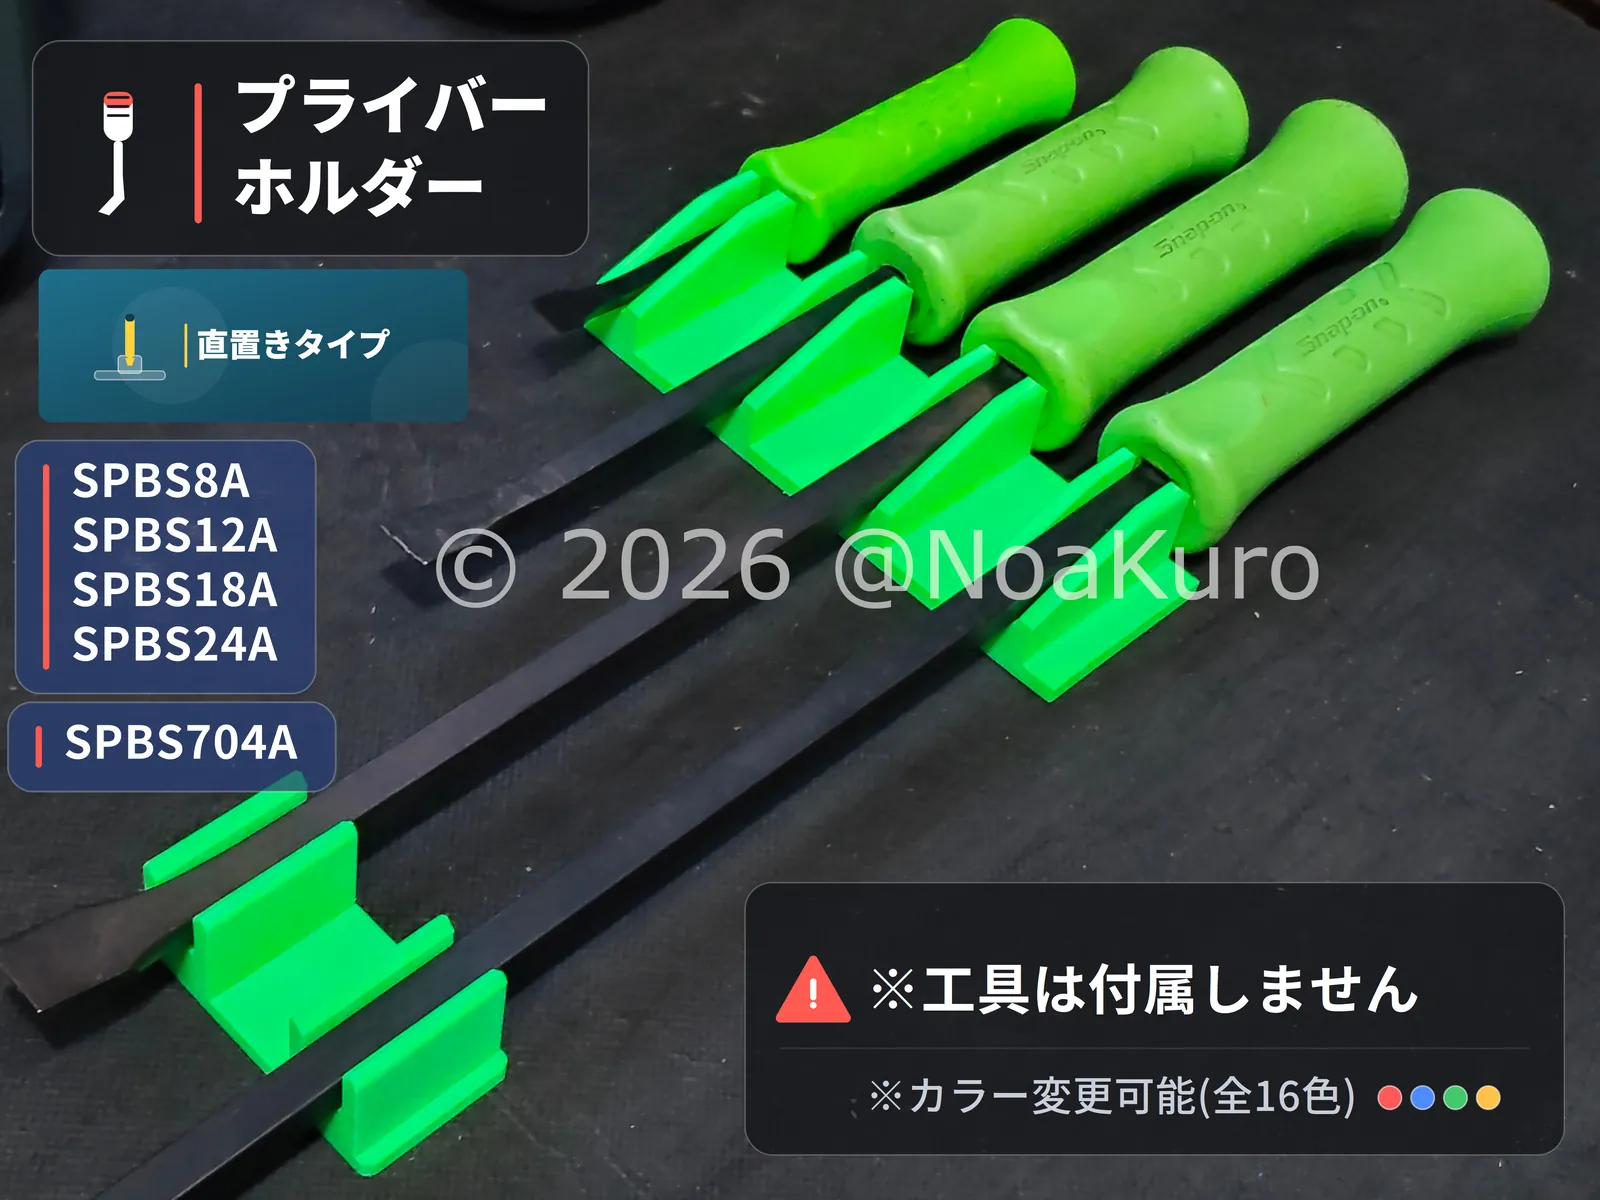 プライバー
ホルダー
直置きタイプ
SPBS8A
SPBS12A
SPBS18A
SPBS24A
SPBS704A
Snap-on
Snap-on
Snap-on
© 2026 @NoaKuro
※工具は付属しません
※カラー変更可能(全16色)